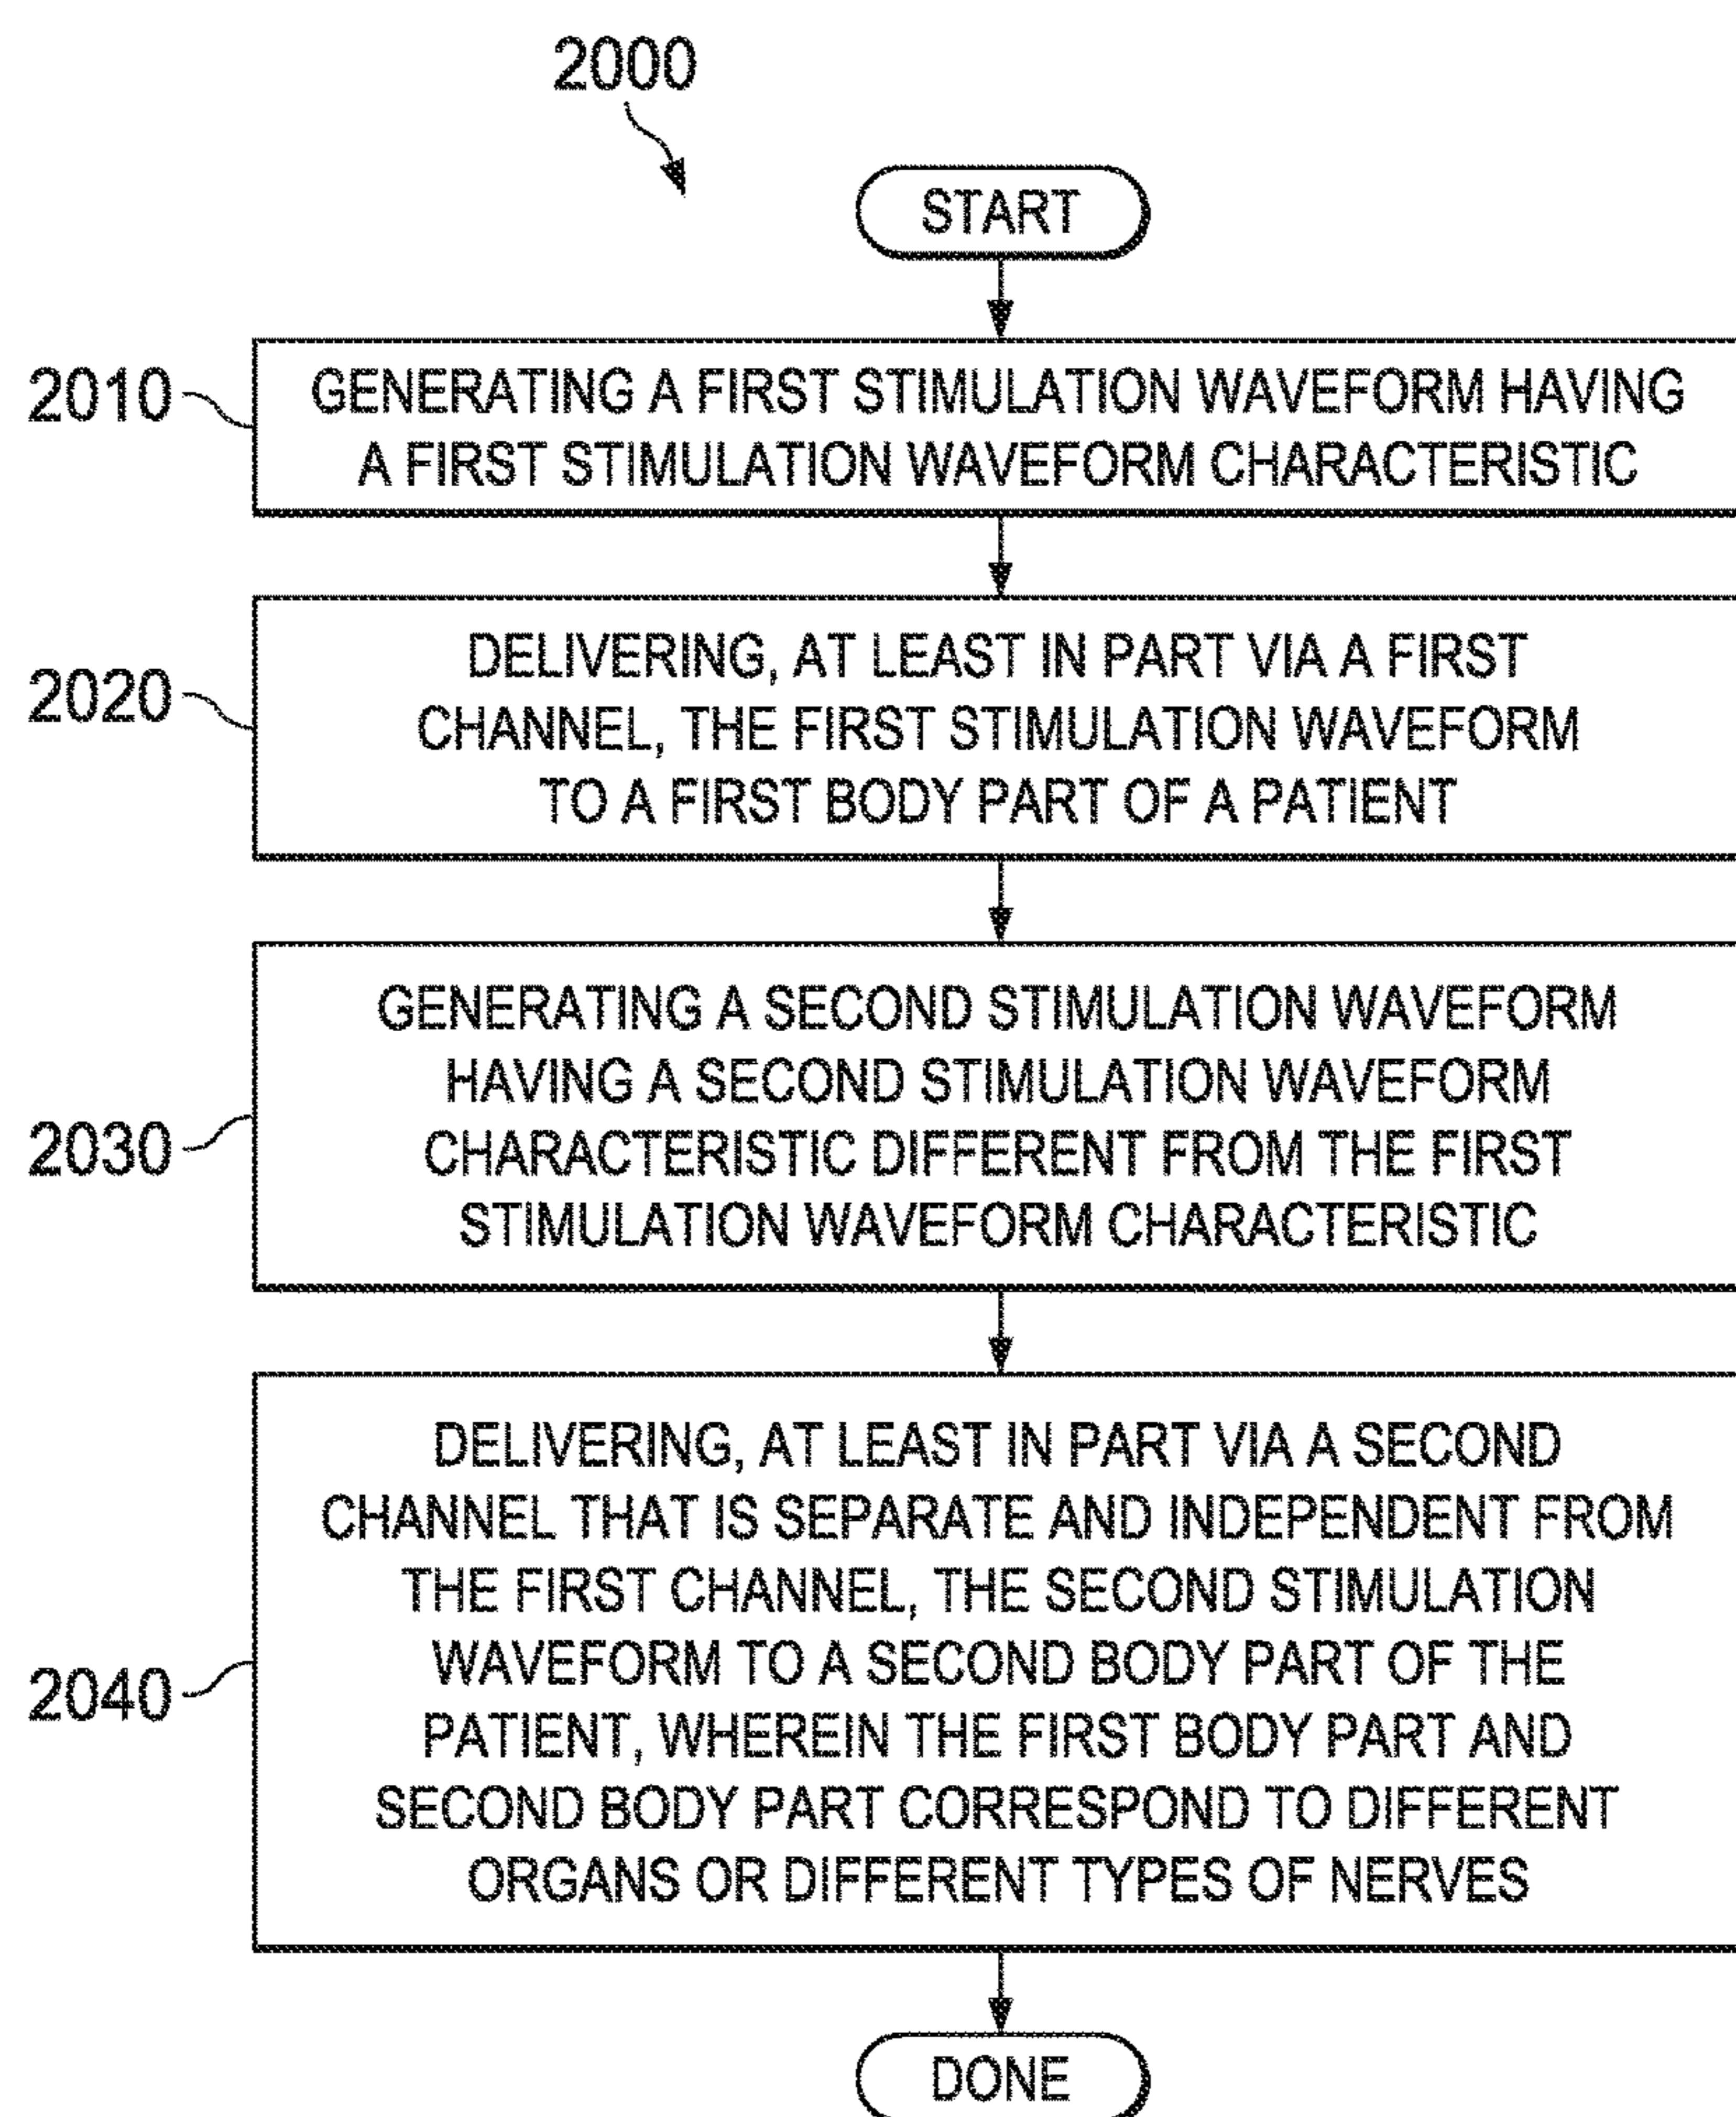 2000
START
2010
GENERATING A FIRST STIMULATION WAVEFORM HAVING
A FIRST STIMULATION WAVEFORM CHARACTERISTIC
2020
DELIVERING, AT LEAST IN PART VIA A FIRST
CHANNEL, THE FIRST STIMULATION WAVEFORM
TO A FIRST BODY PART OF A PATIENT
2030
GENERATING A SECOND STIMULATION WAVEFORM
HAVING A SECOND STIMULATION WAVEFORM
CHARACTERISTIC DIFFERENT FROM THE FIRST
STIMULATION WAVEFORM CHARACTERISTIC
2040
DELIVERING, AT LEAST IN PART VIA A SECOND
CHANNEL THAT IS SEPARATE AND INDEPENDENT FROM
THE FIRST CHANNEL, THE SECOND STIMULATION
WAVEFORM TO A SECOND BODY PART OF THE
PATIENT, WHEREIN THE FIRST BODY PART AND
SECOND BODY PART CORRESPOND TO DIFFERENT
ORGANS OR DIFFERENT TYPES OF NERVES
DONE